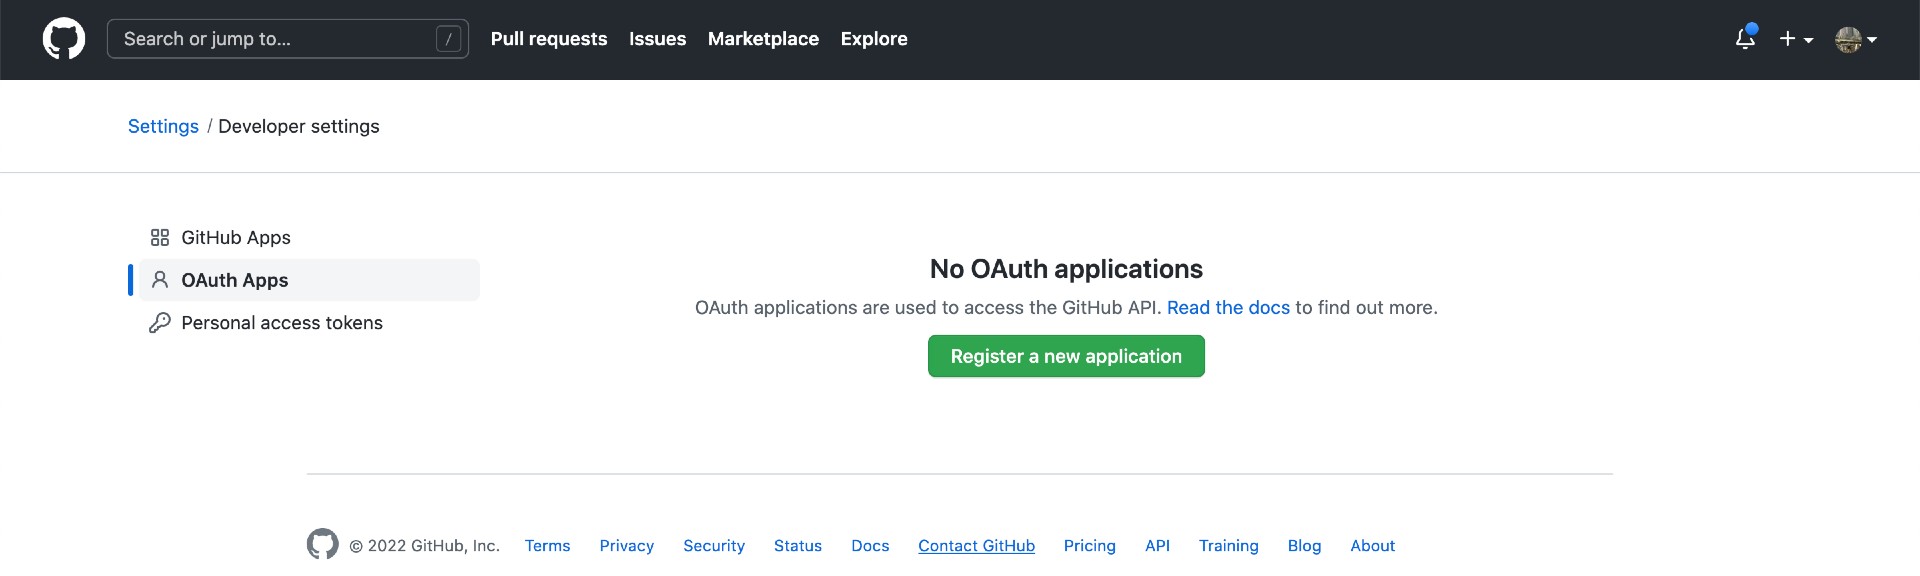 Search or jump to... /
Pull requests Issues Marketplace Explore
Settings / Developer settings
GitHub Apps
OAuth Apps
Personal access tokens
No OAuth applications
OAuth applications are used to access the GitHub API. Read the docs to find out more.
Register a new application
© 2022 GitHub, Inc. Terms Privacy Security Status Docs Contact GitHub Pricing API Training Blog About